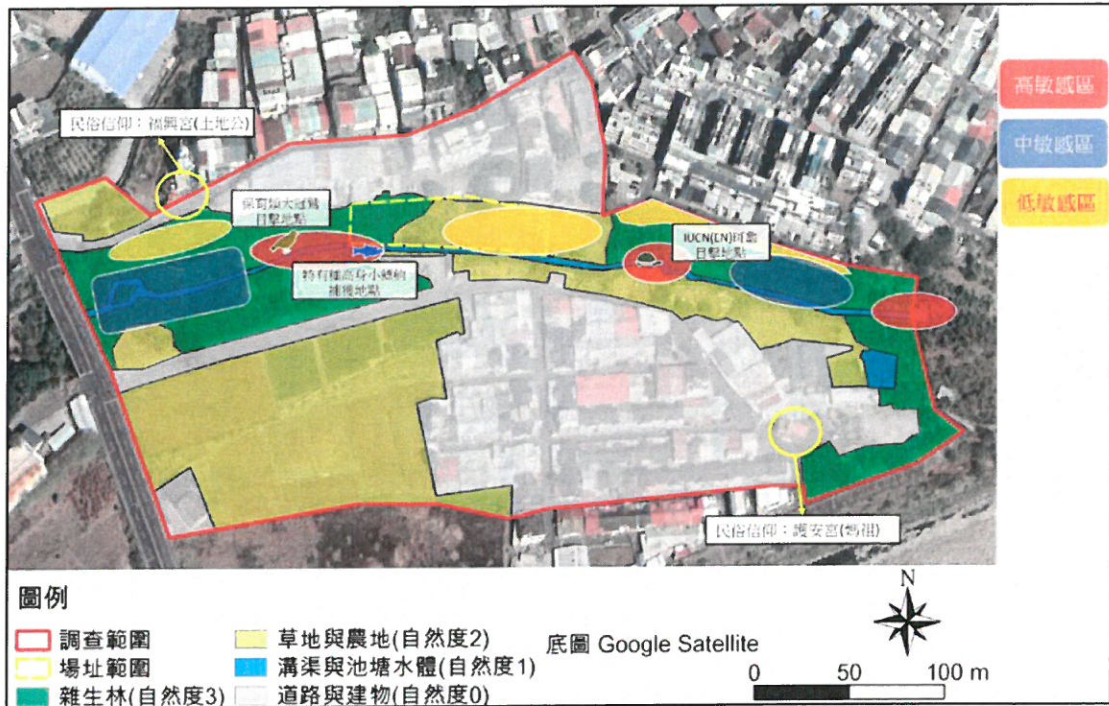 民俗信仰：福興宮(土地公)
高敏感區
中敏感區
低敏感區
保育類大冠鷲
目擊地點
IUCN(EN)斑龜
目擊地點
特有種高身小鰾鮈
捕獲地點
民俗信仰：護安宮(媽祖)
圖例
調查範圍
場址範圍
雜生林(自然度3)
草地與農地(自然度2)
溝渠與池塘水體(自然度1)
道路與建物(自然度0)
底圖 Google Satellite
N
0 50 100 m